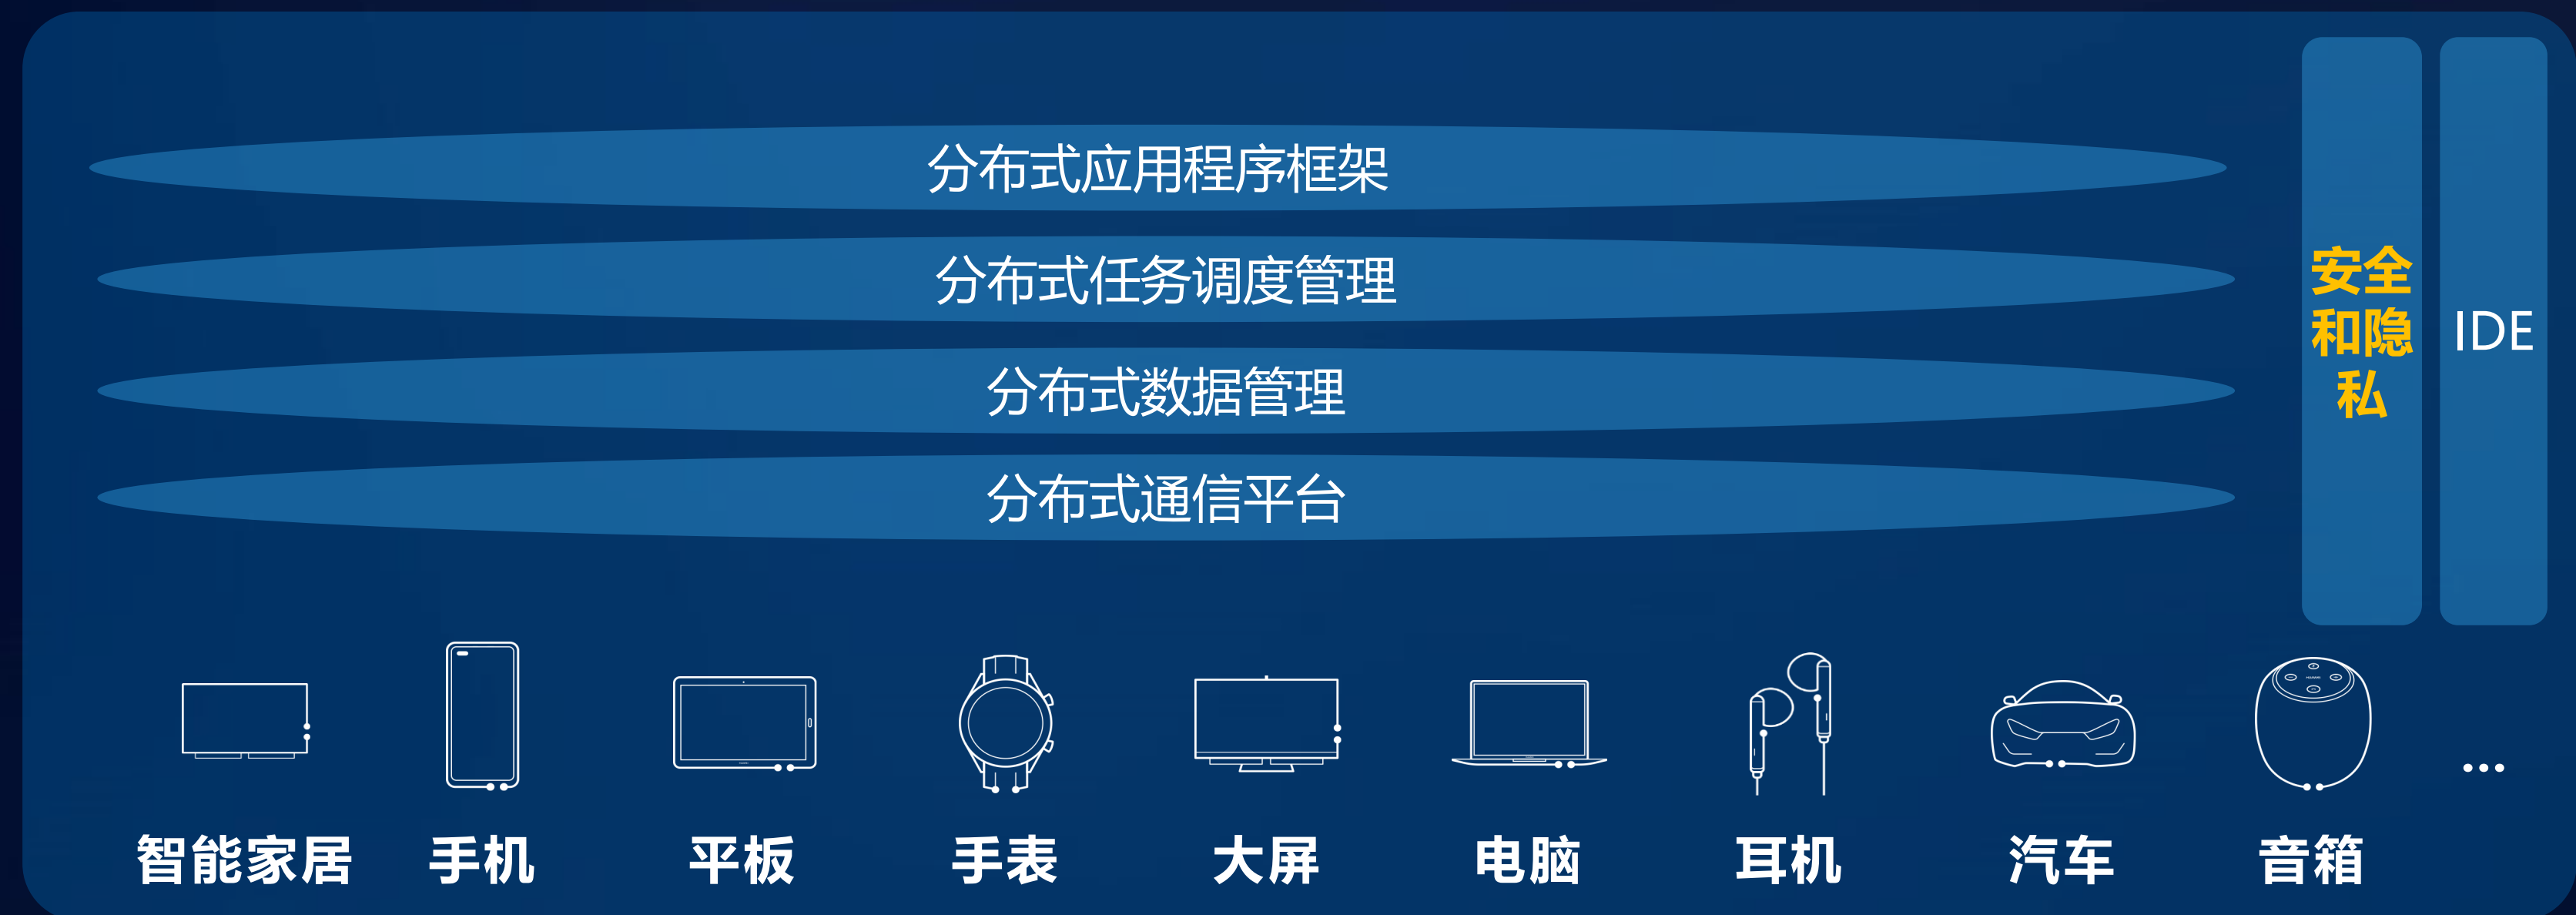 分布式应用程序框架
分布式任务调度管理
分布式数据管理
分布式通信平台
安全
和隐
私
IDE
智能家居
手机
平板
手表
大屏
电脑
耳机
汽车
音箱
...